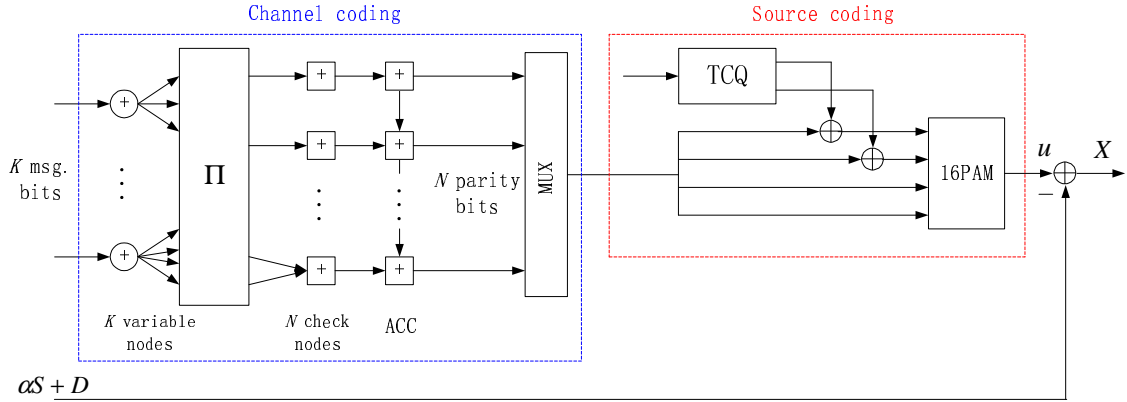 Channel coding
Source coding
TCQ
+
+
+
+
+
K msg.
bits
Π
N parity
bits
MUX
16PAM
u
X
−
+
+
+
K variable
nodes
N check
nodes
ACC
αS + D